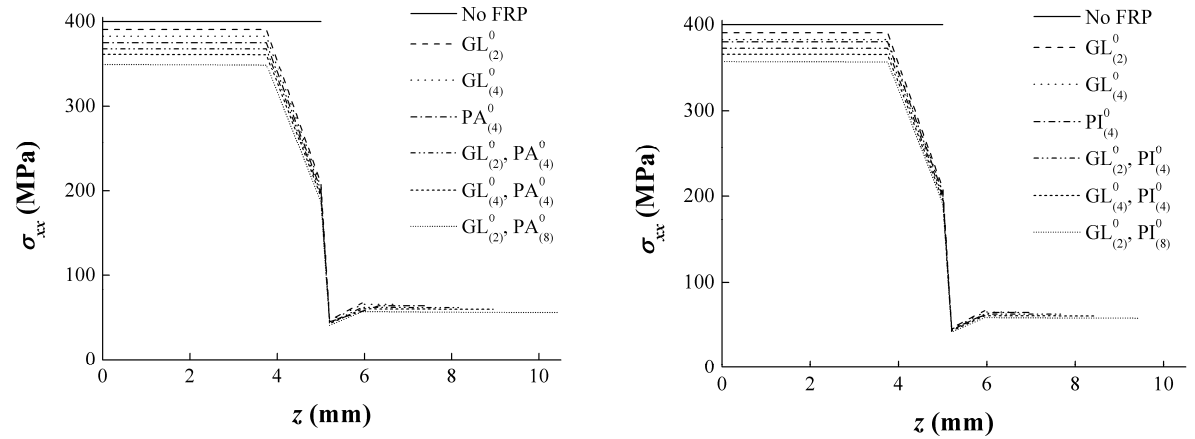 400
300
200
100
0
σxx (MPa)
0 2 4 6 8 10
z (mm)
No FRP
GL⁰(2)
GL⁰(4)
PA⁰(4)
GL⁰(2), PA⁰(4)
GL⁰(4), PA⁰(4)
GL⁰(2), PA⁰(8)
400
300
200
100
0
σxx (MPa)
0 2 4 6 8 10
z (mm)
No FRP
GL⁰(2)
GL⁰(4)
PI⁰(4)
GL⁰(2), PI⁰(4)
GL⁰(4), PI⁰(4)
GL⁰(2), PI⁰(8)